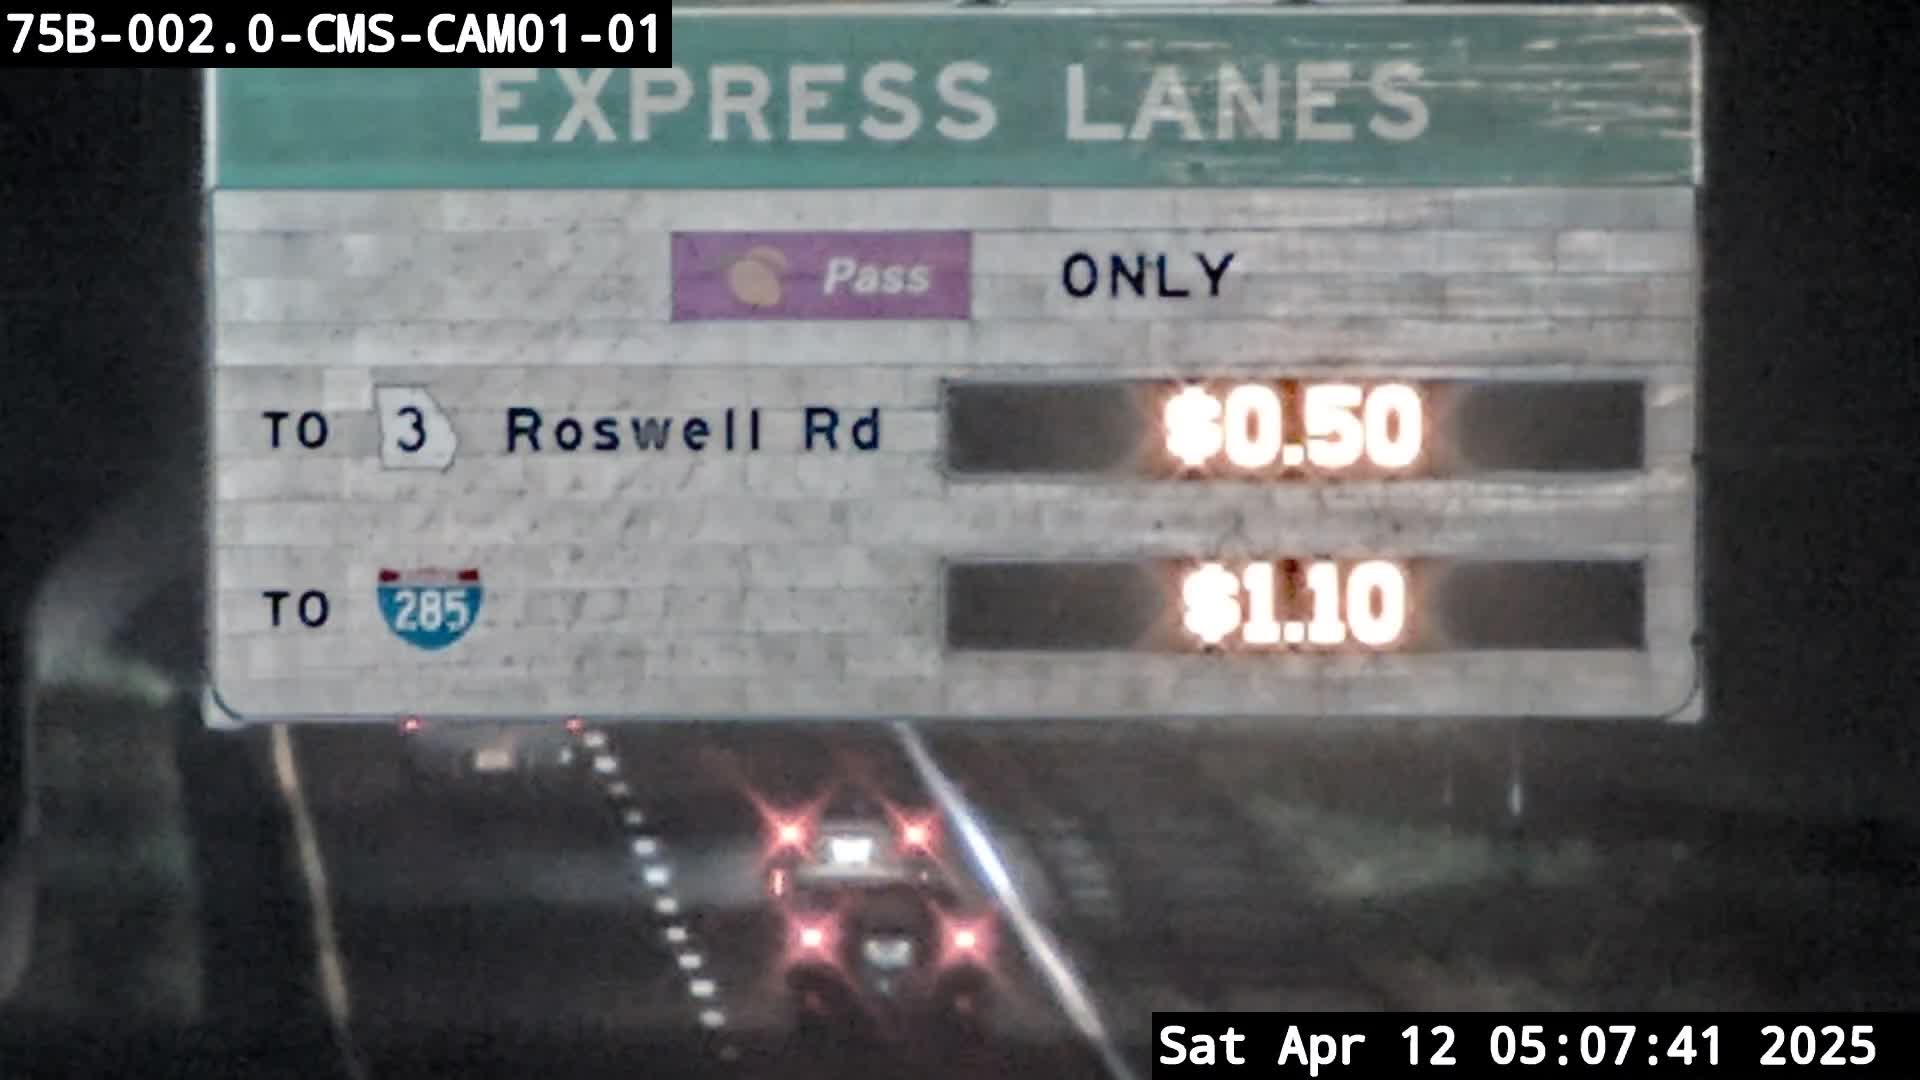 75B-002.0-CMS-CAM01-01
EXPRESS LANES
Pass ONLY
TO 3 Roswell Rd $0.50
TO 285 $1.10
Sat Apr 12 05:07:41 2025